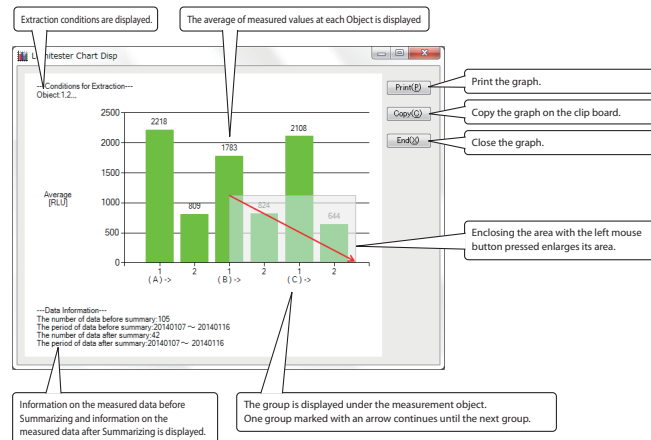 Extraction conditions are displayed.
The average of measured values at each Object is displayed
Lumitester Chart Disp
---Conditions for Extraction---
Object:1,2...
Print(P)
Print the graph.
Copy(C)
Copy the graph on the clip board.
End(X)
Close the graph.
2500
2000
1500
1000
500
0
Average
[RLU]
2218
809
1783
824
2108
644
1 2 1 2 1 2
( A ) -> ( B ) -> ( C ) ->
Enclosing the area with the left mouse
button pressed enlarges its area.
---Data Information---
The number of data before summary:105
The period of data before summary:20140107 ～ 20140116
The number of data after summary:42
The period of data after summary:20140107～ 20140116
Information on the measured data before
Summarizing and information on the
measured data after Summarizing is displayed.
The group is displayed under the measurement object.
One group marked with an arrow continues until the next group.